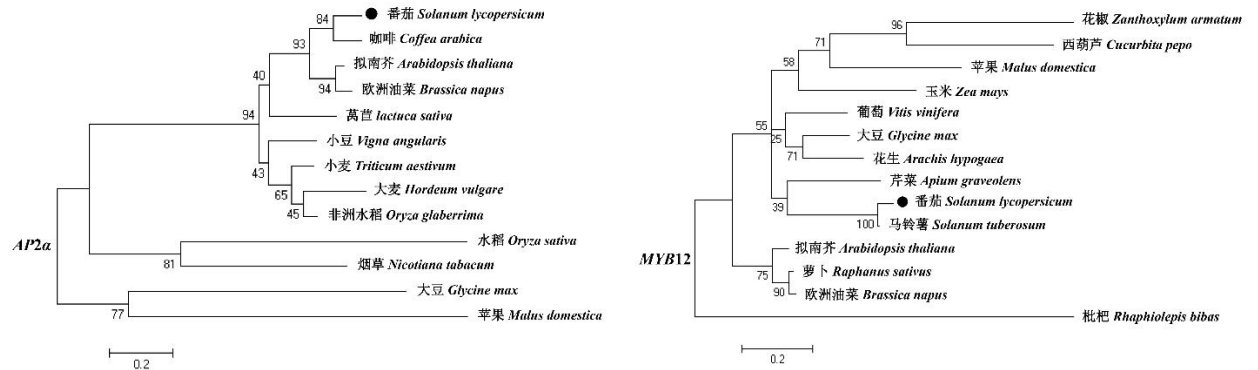 84
番茄 Solanum lycopersicum
93
咖啡 Coffea arabica
拟南芥 Arabidopsis thaliana
40
94
欧洲油菜 Brassica napus
94
莴苣 lactuca sativa
小豆 Vigna angularis
43
小麦 Triticum aestivum
65
大麦 Hordeum vulgare
45
非洲水稻 Oryza glaberrima
AP2α
水稻 Oryza sativa
81
烟草 Nicotiana tabacum
大豆 Glycine max
77
苹果 Malus domestica
0.2
96
花椒 Zanthoxylum armatum
71
西葫芦 Cucurbita pepo
58
苹果 Malus domestica
玉米 Zea mays
55
葡萄 Vitis vinifera
25
大豆 Glycine max
71
花生 Arachis hypogaea
芹菜 Apium graveolens
39
番茄 Solanum lycopersicum
100
马铃薯 Solanum tuberosum
MYB12
拟南芥 Arabidopsis thaliana
75
萝卜 Raphanus sativus
90
欧洲油菜 Brassica napus
枇杷 Rhaphiolepis bibas
0.2